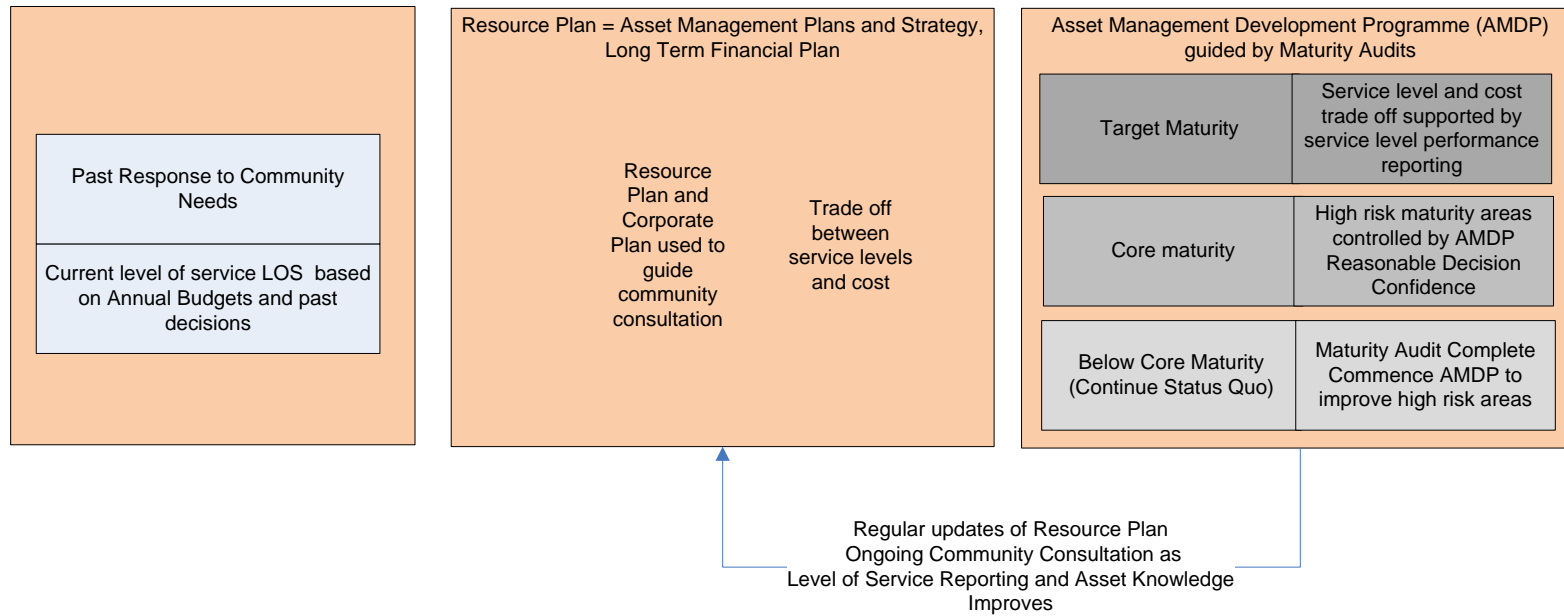 Past Response to Community
Needs
Current level of service LOS  based
on Annual Budgets and past
decisions
Resource Plan = Asset Management Plans and Strategy,
Long Term Financial Plan
Resource
Plan and
Corporate
Plan used to
guide
community
consultation
Trade off
between
service levels
and cost
Asset Management Development Programme (AMDP)
guided by Maturity Audits
Target Maturity
Service level and cost
trade off supported by
service level performance
reporting
Core maturity
High risk maturity areas
controlled by AMDP
Reasonable Decision
Confidence
Below Core Maturity
(Continue Status Quo)
Maturity Audit Complete
Commence AMDP to
improve high risk areas
Regular updates of Resource Plan
Ongoing Community Consultation as
Level of Service Reporting and Asset Knowledge
Improves